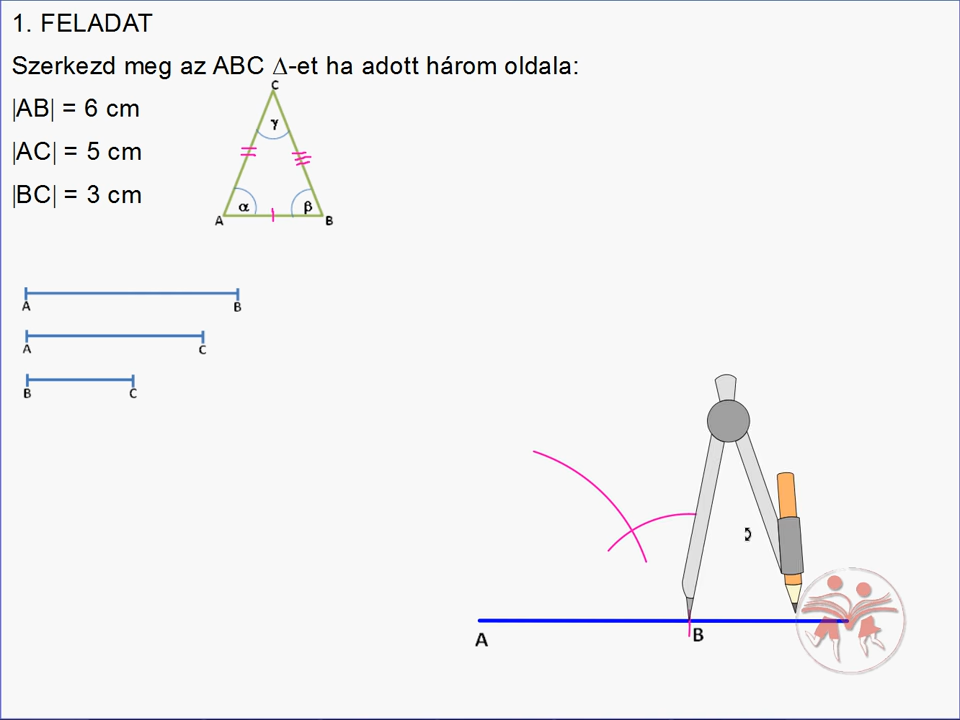 1. FELADAT
Szerkezd meg az ABC Δ-et ha adott három oldala:
|AB| = 6 cm
|AC| = 5 cm
|BC| = 3 cm
C
γ
α
β
A
B
A
B
A
C
B
C
A
B